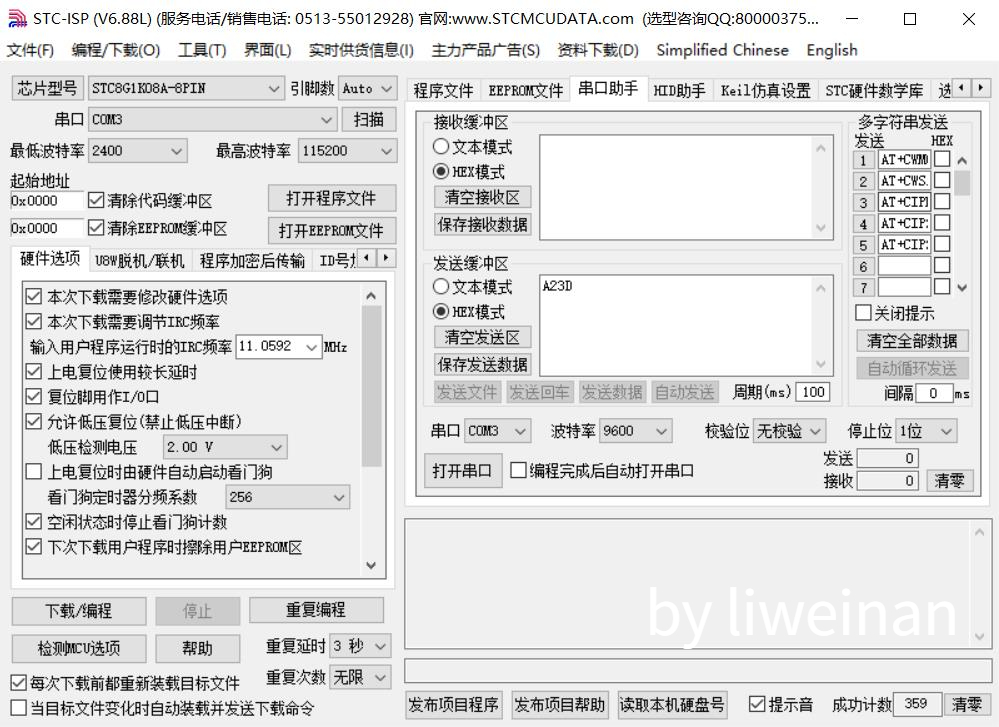 STC-ISP (V6.88L) (服务电话/销售电话: 0513-55012928) 官网:www.STCMCUDATA.com (选型咨询QQ:80000375...
文件(F) 编程/下载(O) 工具(T) 界面(L) 实时供货信息(I) 主力产品广告(S) 资料下载(D) Simplified Chinese English
芯片型号 STC8G1K08A-8PIN 引脚数 Auto
串口 COM3 扫描
最低波特率 2400 最高波特率 115200
起始地址
0x0000 清除代码缓冲区 打开程序文件
0x0000 清除EEPROM缓冲区 打开EEPROM文件
硬件选项 U8W脱机/联机 程序加密后传输
本次下载需要修改硬件选项
本次下载需要调节IRC频率
输入用户程序运行时的IRC频率 11.0592 MHz
上电复位使用较长延时
复位脚用作I/O口
允许低压复位(禁止低压中断)
低压检测电压 2.00 V
上电复位时由硬件自动启动看门狗
看门狗定时器分频系数 256
空闲状态时停止看门狗计数
下次下载用户程序时擦除用户EEPROM区
下载/编程 停止 重复编程
检测MCU选项 帮助 重复延时 3 秒
重复次数 无限
每次下载前都重新装载目标文件
当目标文件变化时自动装载并发送下载命令
程序文件 EEPROM文件 串口助手 HID助手 Keil仿真设置 STC硬件数学库 选
接收缓冲区
文本模式
HEX模式
清空接收区
保存接收数据
发送缓冲区
文本模式 A23D
HEX模式
清空发送区
保存发送数据
发送文件 发送回车 发送数据 自动发送 周期(ms) 100
多字符串发送
发送 HEX
1 AT+CWM
2 AT+CWS.
3 AT+CIP
4 AT+CIP:
5 AT+CIP:
6
7
关闭提示
清空全部数据
自动循环发送
间隔 0 ms
串口 COM3 波特率 9600 校验位 无校验 停止位 1位
打开串口 编程完成后自动打开串口
发送 0
接收 0 清零
by liweinan
发布项目程序 发布项目帮助 读取本机硬盘号 提示音 成功计数 359 清零